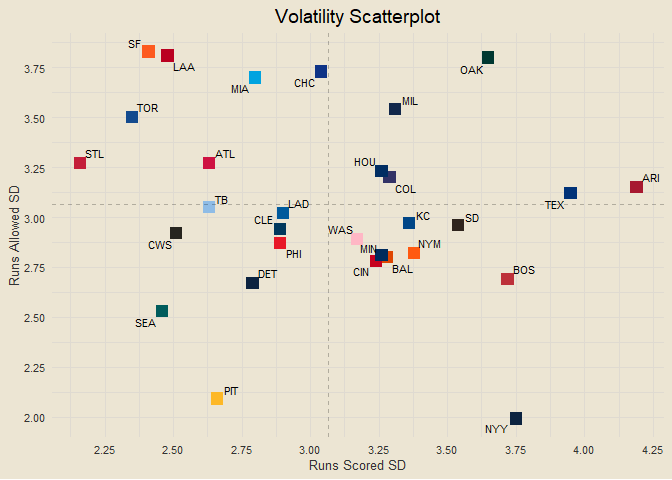 Volatility Scatterplot
Runs Allowed SD
3.75
3.50
3.25
3.00
2.75
2.50
2.25
2.00
SF
LAA
MIA
CHC
OAK
MIL
TOR
STL
ATL
HOU
COL
ARI
TEX
TB
LAD
CLE
KC
SD
WAS
CWS
PHI
MIN
NYM
CIN
BAL
DET
BOS
SEA
PIT
NYY
2.25 2.50 2.75 3.00 3.25 3.50 3.75 4.00 4.25
Runs Scored SD